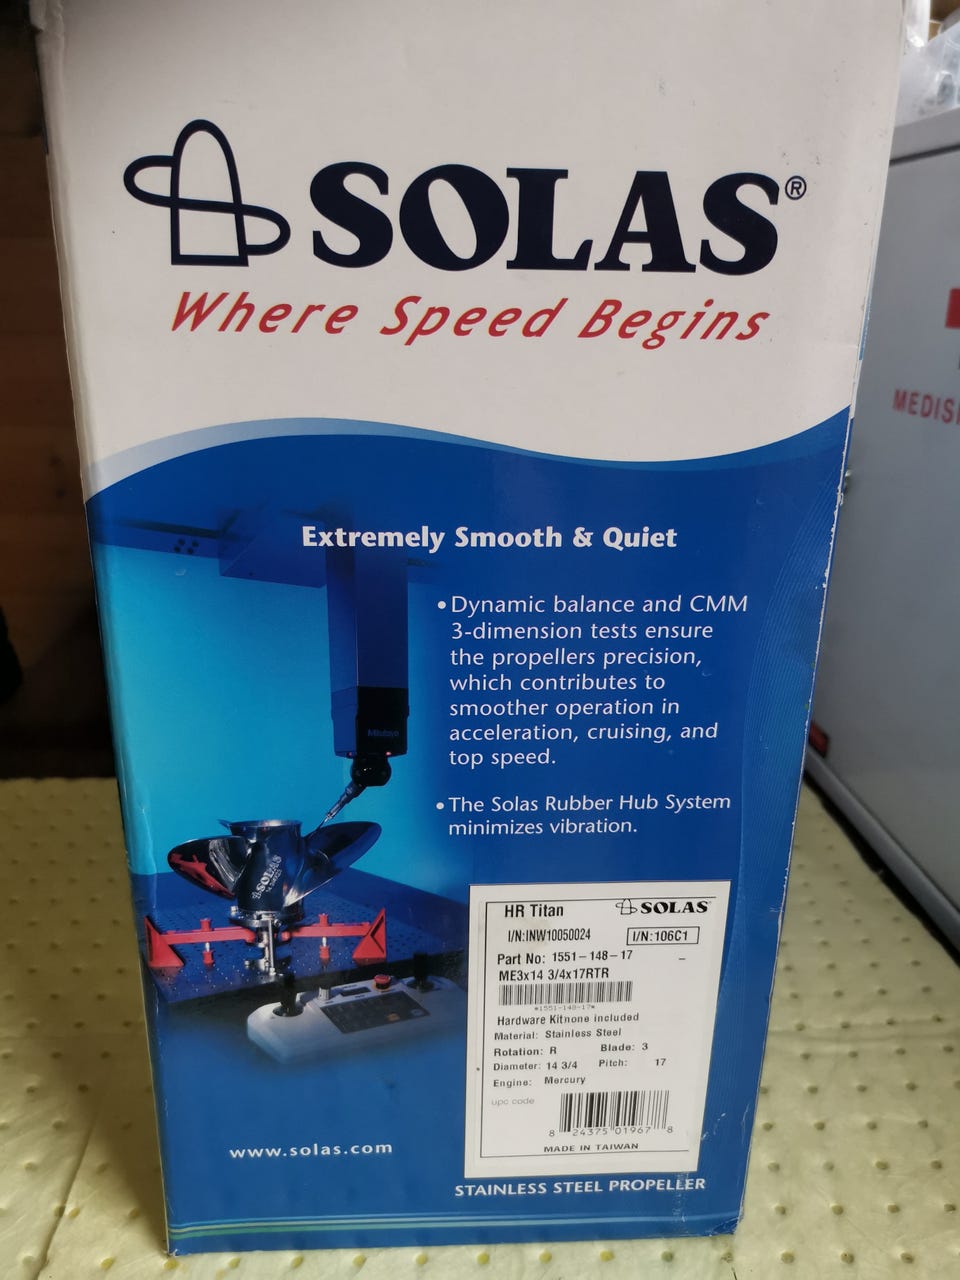 SOLAS®
Where Speed Begins
Extremely Smooth & Quiet
•Dynamic balance and CMM
3-dimension tests ensure
the propellers precision,
which contributes to
smoother operation in
acceleration, cruising, and
top speed.
•The Solas Rubber Hub System
minimizes vibration.
Mitutoyo
SOLAS
HR Titan
SOLAS®
I/N:INW10050024
I/N:106C1
Part No: 1551-148-17
ME3x14 3/4x17RTR
*1551-148-17*
Hardware Kitnone included
Material: Stainless Steel
Rotation: R Blade: 3
Diameter: 14 3/4 Pitch: 17
Engine: Mercury
upc code
8 24375 01967 8
MADE IN TAIWAN
www.solas.com
STAINLESS STEEL PROPELLER